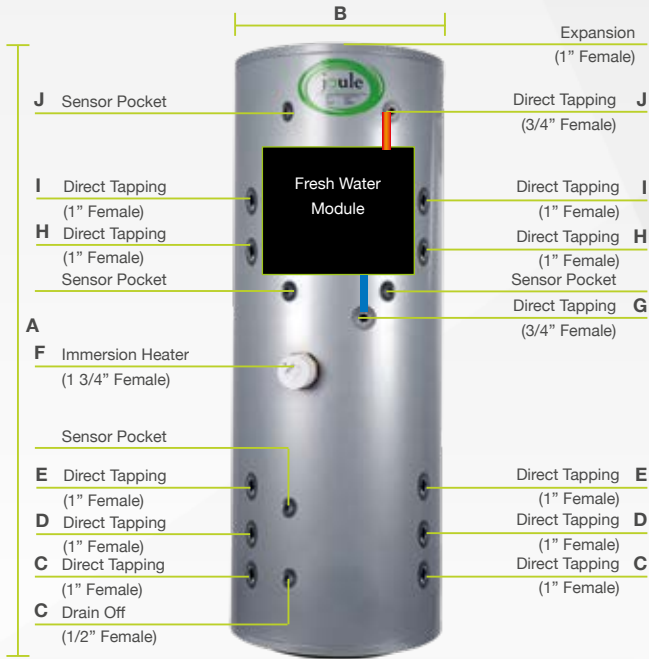 B
Expansion
(1” Female)
joule
J Sensor Pocket
Direct Tapping J
(3/4” Female)
Fresh Water
Module
I Direct Tapping
(1” Female)
Direct Tapping I
(1” Female)
H Direct Tapping
(1” Female)
Direct Tapping H
(1” Female)
Sensor Pocket
Sensor Pocket
Direct Tapping G
(3/4” Female)
A
F Immersion Heater
(1 3/4” Female)
Sensor Pocket
E Direct Tapping
(1” Female)
Direct Tapping E
(1” Female)
D Direct Tapping
(1” Female)
Direct Tapping D
(1” Female)
C Direct Tapping
(1” Female)
Direct Tapping C
(1” Female)
C Drain Off
(1/2” Female)